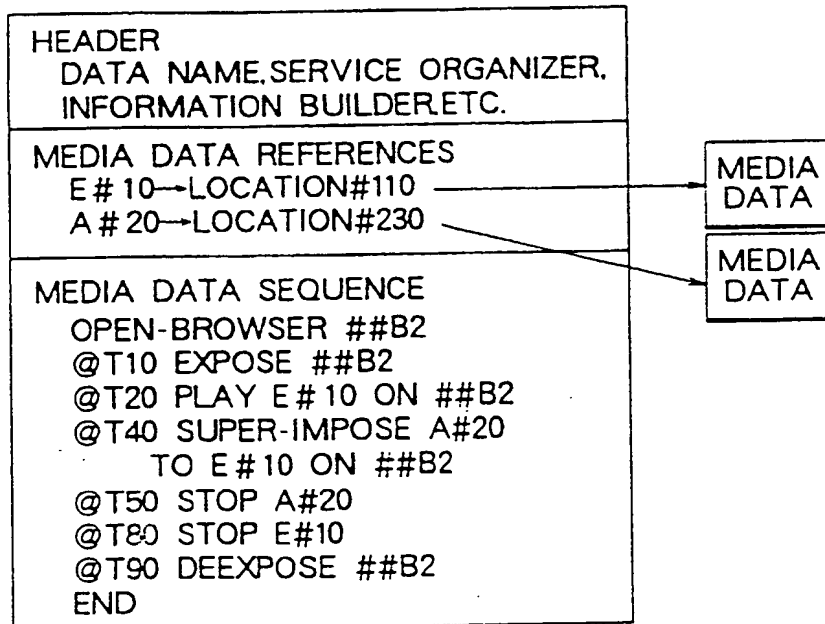 HEADER
DATA NAME,SERVICE ORGANIZER,
INFORMATION BUILDER,ETC.
MEDIA DATA REFERENCES
E#10→LOCATION#110
A#20→LOCATION#230
MEDIA DATA
MEDIA DATA
MEDIA DATA SEQUENCE
OPEN-BROWSER ##B2
@T10 EXPOSE ##B2
@T20 PLAY E#10 ON ##B2
@T40 SUPER-IMPOSE A#20
TO E#10 ON ##B2
@T50 STOP A#20
@T80 STOP E#10
@T90 DEEXPOSE ##B2
END